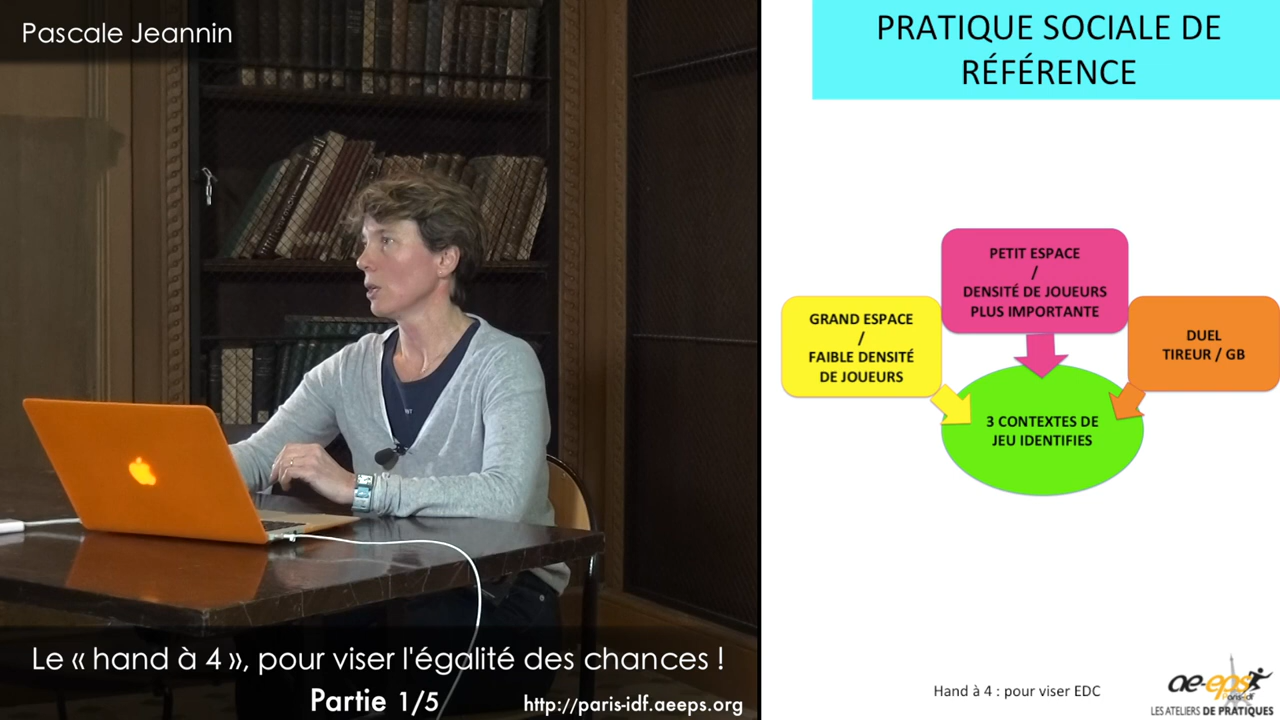 Pascale Jeannin
Le « hand à 4 », pour viser l'égalité des chances !
Partie 1/5
http://paris-idf.aeeps.org
PRATIQUE SOCIALE DE
RÉFÉRENCE
PETIT ESPACE
/
DENSITÉ DE JOUEURS
PLUS IMPORTANTE
GRAND ESPACE
/
FAIBLE DENSITÉ
DE JOUEURS
DUEL
TIREUR / GB
3 CONTEXTES DE
JEU IDENTIFIES
Hand à 4 : pour viser EDC
ae-eps
Paris-idf
LES ATELIERS DE PRATIQUES